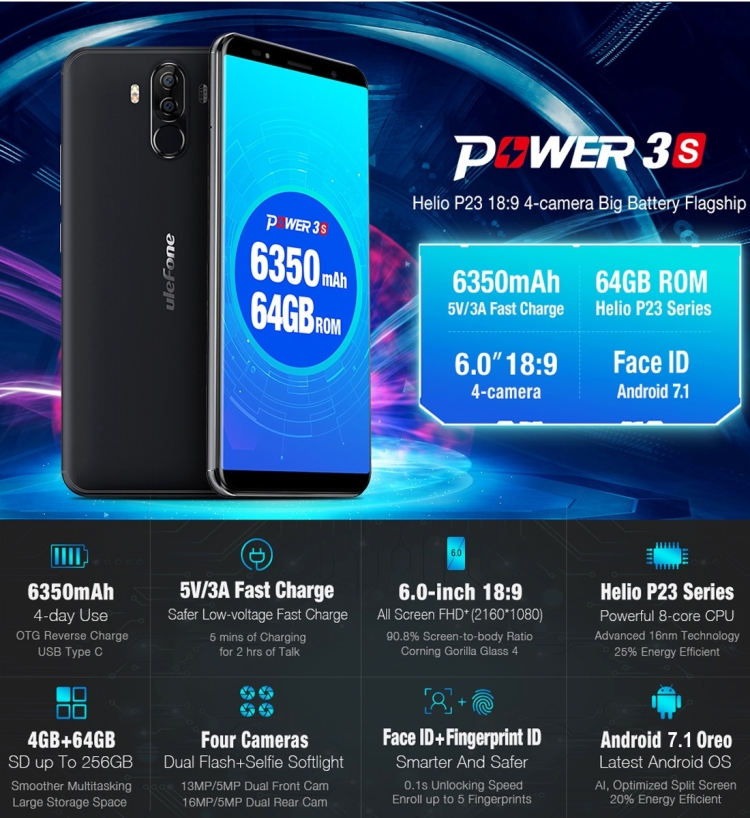 POWER 3S
Helio P23 18:9 4-camera Big Battery Flagship
uleFone
POWER 3S
6350 mAh
64GB ROM
6350mAh
5V/3A Fast Charge
64GB ROM
Helio P23 Series
6.0" 18:9
4-camera
Face ID
Android 7.1
6350mAh
4-day Use
OTG Reverse Charge
USB Type C
5V/3A Fast Charge
Safer Low-voltage Fast Charge
5 mins of Charging
for 2 hrs of Talk
6.0
6.0-inch 18:9
All Screen FHD+(2160*1080)
90.8% Screen-to-body Ratio
Corning Gorilla Glass 4
Helio P23 Series
Powerful 8-core CPU
Advanced 16nm Technology
25% Energy Efficient
4GB+64GB
SD up To 256GB
Smoother Multitasking
Large Storage Space
Four Cameras
Dual Flash+Selfie Softlight
13MP/5MP Dual Front Cam
16MP/5MP Dual Rear Cam
Face ID+Fingerprint ID
Smarter And Safer
0.1s Unlocking Speed
Enroll up to 5 Fingerprints
Android 7.1 Oreo
Latest Android OS
AI, Optimized Split Screen
20% Energy Efficient